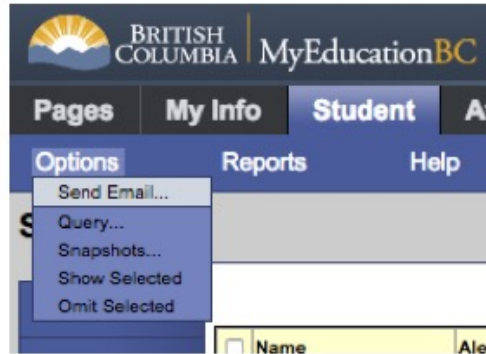 BRITISH
COLUMBIA MyEducationBC
Pages My Info Student
Options Reports Help
Send Email...
Query...
Snapshots...
Show Selected
Omit Selected
Name